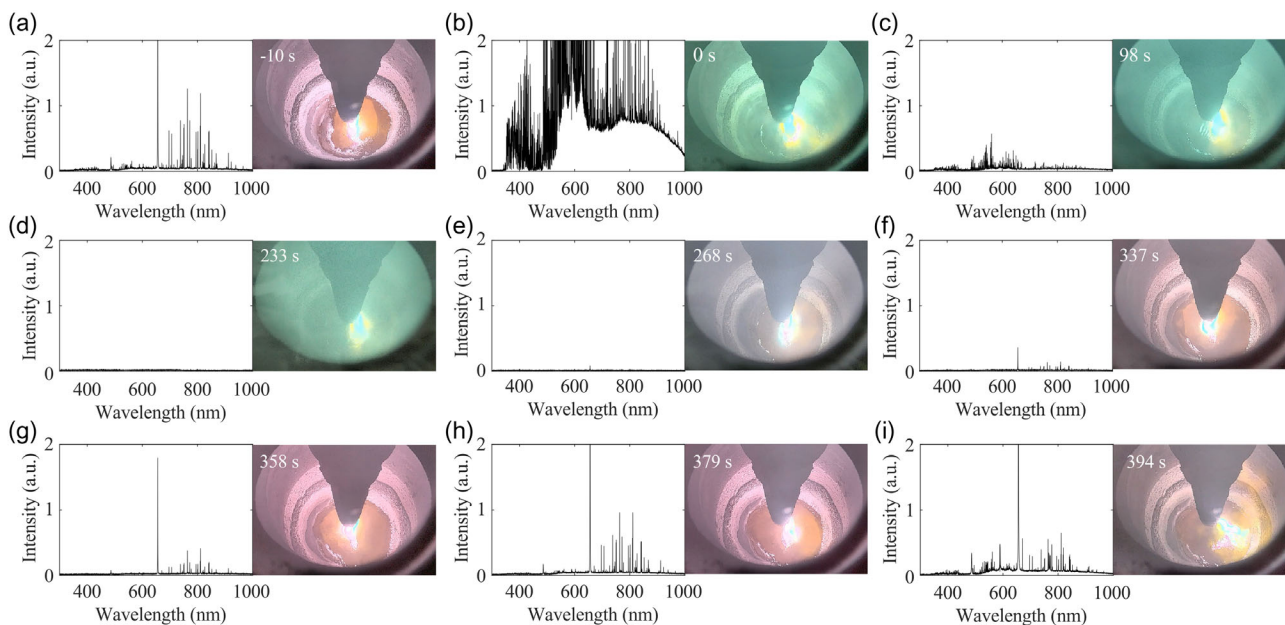 (a)
Intensity (a.u.)
2
1
0
400 600 800 1000
Wavelength (nm)
-10 s
(b)
Intensity (a.u.)
2
1
0
400 600 800 1000
Wavelength (nm)
0 s
(c)
Intensity (a.u.)
2
1
0
400 600 800 1000
Wavelength (nm)
98 s
(d)
Intensity (a.u.)
2
1
0
400 600 800 1000
Wavelength (nm)
233 s
(e)
Intensity (a.u.)
2
1
0
400 600 800 1000
Wavelength (nm)
268 s
(f)
Intensity (a.u.)
2
1
0
400 600 800 1000
Wavelength (nm)
337 s
(g)
Intensity (a.u.)
2
1
0
400 600 800 1000
Wavelength (nm)
358 s
(h)
Intensity (a.u.)
2
1
0
400 600 800 1000
Wavelength (nm)
379 s
(i)
Intensity (a.u.)
2
1
0
400 600 800 1000
Wavelength (nm)
394 s